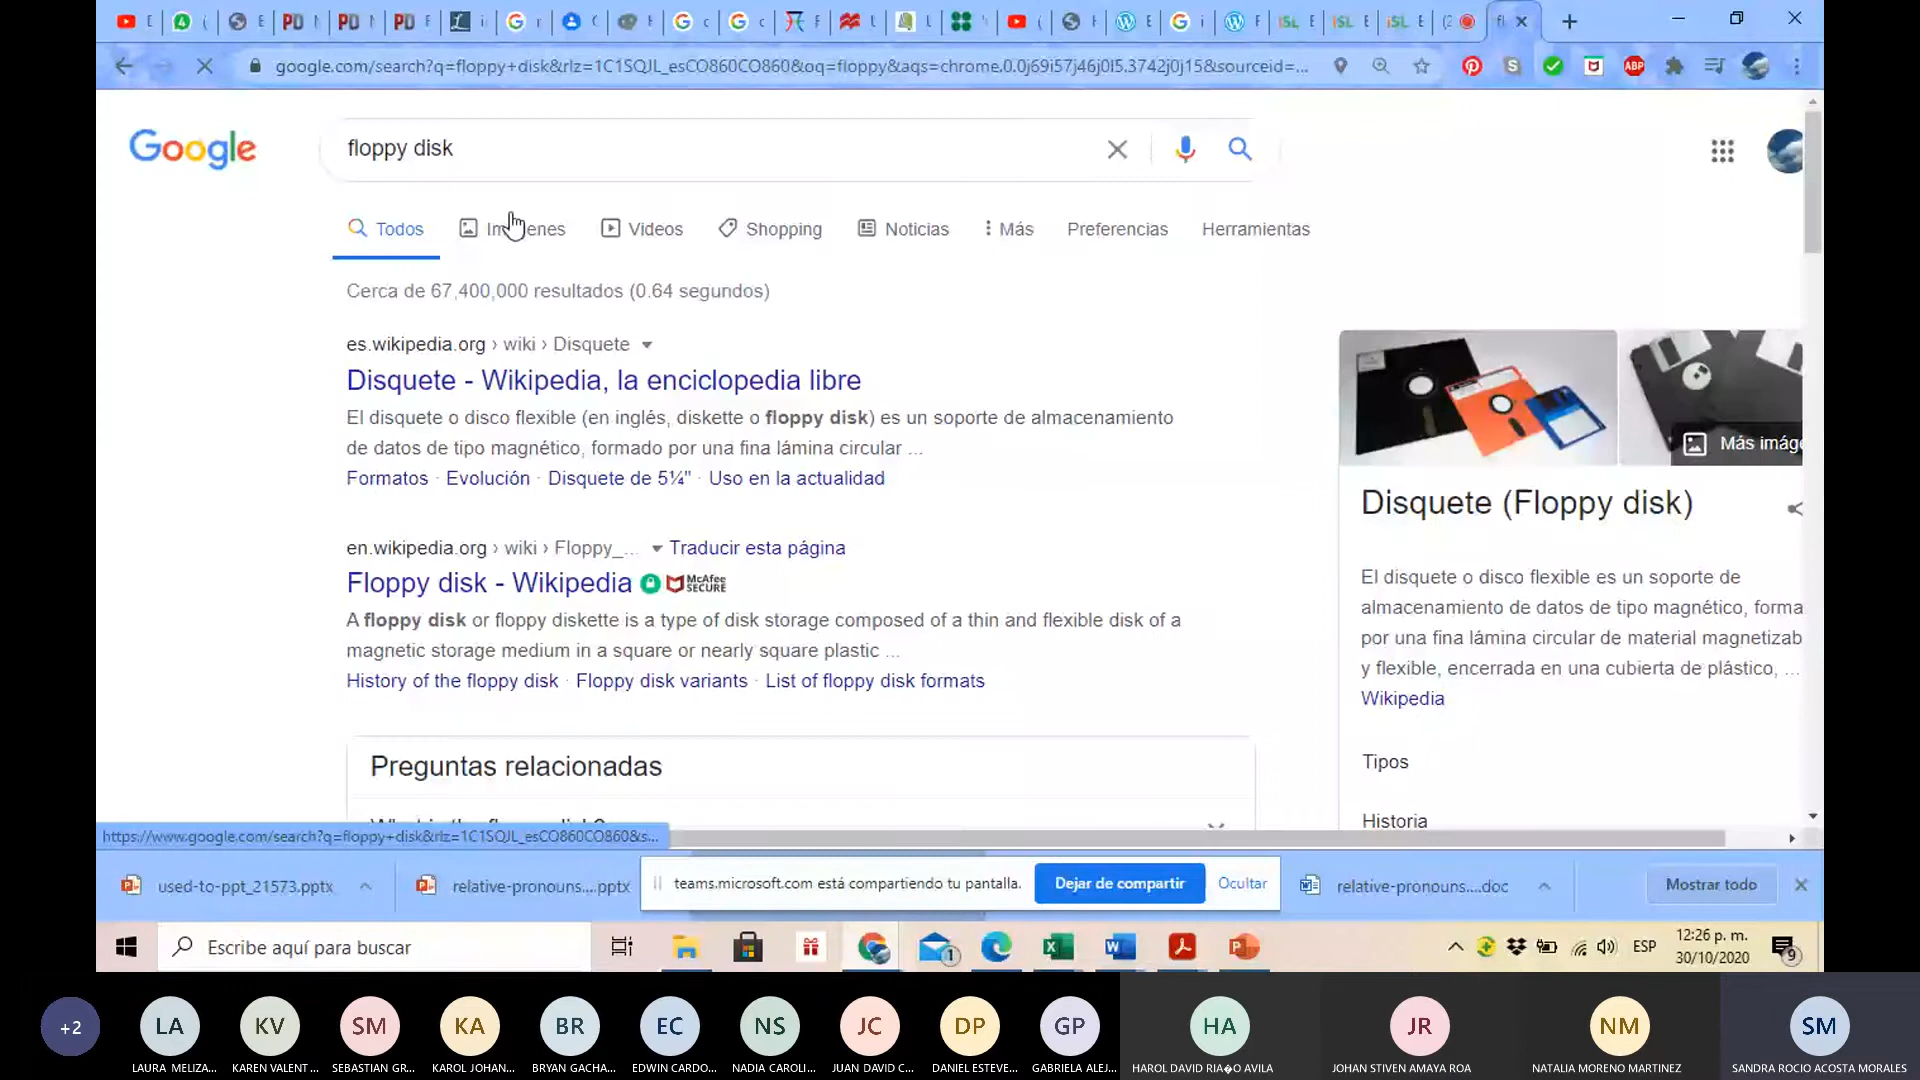 google.com/search?q=floppy+disk&rlz=1C1SQJL_esCO860CO860&oq=floppy&aqs=chrome.0.0j69i57j46j0l5.3742j0j15&sourceid=...
Google
floppy disk
Todos
Videos
Shopping
Noticias
Más
Preferencias
Herramientas
Cerca de 67,400,000 resultados (0.64 segundos)
es.wikipedia.org › wiki › Disquete
Disquete - Wikipedia, la enciclopedia libre
El disquete o disco flexible (en inglés, diskette o floppy disk) es un soporte de almacenamiento
de datos de tipo magnético, formado por una fina lámina circular ...
Formatos · Evolución · Disquete de 5¼" · Uso en la actualidad
en.wikipedia.org › wiki › Floppy_... Traducir esta página
Floppy disk - Wikipedia McAfee SECURE
A floppy disk or floppy diskette is a type of disk storage composed of a thin and flexible disk of a
magnetic storage medium in a square or nearly square plastic ...
History of the floppy disk · Floppy disk variants · List of floppy disk formats
Preguntas relacionadas
Más imáge
Disquete (Floppy disk)
El disquete o disco flexible es un soporte de
almacenamiento de datos de tipo magnético, forma
por una fina lámina circular de material magnetizab
y flexible, encerrada en una cubierta de plástico, ...
Wikipedia
Tipos
Historia
https://www.google.com/search?q=floppy+disk&rlz=1C1SQJL_esCO860CO860&s...
used-to-ppt_21573.pptx
relative-pronouns....pptx
teams.microsoft.com está compartiendo tu pantalla.
Dejar de compartir
Ocultar
relative-pronouns....doc
Mostrar todo
Escribe aquí para buscar
ESP
12:26 p. m.
30/10/2020
9
+2
LA
KV
SM
KA
BR
EC
NS
JC
DP
GP
HA
JR
NM
SM
LAURA MELIZA...
KAREN VALENT...
SEBASTIAN GR...
KAROL JOHAN...
BRYAN GACHA...
EDWIN CARDO...
NADIA CAROLI...
JUAN DAVID C...
DANIEL ESTEVE...
GABRIELA ALEJ...
HAROL DAVID RIA�O AVILA
JOHAN STIVEN AMAYA ROA
NATALIA MORENO MARTINEZ
SANDRA ROCIO ACOSTA MORALES